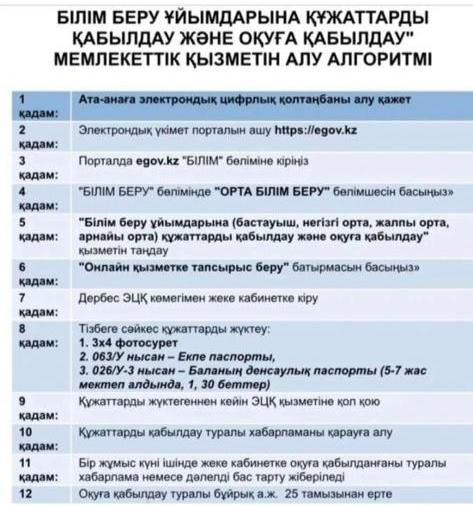 БІЛІМ БЕРУ ҰЙЫМДАРЫНА ҚҰЖАТТАРДЫ
ҚАБЫЛДАУ ЖӘНЕ ОҚУҒА ҚАБЫЛДАУ"
МЕМЛЕКЕТТІК ҚЫЗМЕТІН АЛУ АЛГОРИТМІ
1 қадам: Ата-анаға электрондық цифрлық қолтаңбаны алу қажет
2 қадам: Электрондық үкімет порталын ашу https://egov.kz
3 қадам: Порталда egov.kz "БІЛІМ" бөліміне кіріңіз
4 қадам: "БІЛІМ БЕРУ" бөлімінде "ОРТА БІЛІМ БЕРУ" бөлімшесін басыңыз»
5 қадам: "Білім беру ұйымдарына (бастауыш, негізгі орта, жалпы орта,
арнайы орта) құжаттарды қабылдау және оқуға қабылдау"
қызметін таңдау
6 қадам: "Онлайн қызметке тапсырыс беру" батырмасын басыңыз»
7 қадам: Дербес ЭЦҚ көмегімен жеке кабинетке кіру
8 қадам: Тізбеге сәйкес құжаттарды жүктеу:
1. 3х4 фотосурет
2. 063/У нысан – Екпе паспорты,
3. 026/У-3 нысан – Баланың денсаулық паспорты (5-7 жас
мектеп алдында, 1, 30 беттер)
9 қадам: Құжаттарды жүктегеннен кейін ЭЦҚ қызметіне қол қою
10 қадам: Құжаттарды қабылдау туралы хабарламаны қарауға алу
11 қадам: Бір жұмыс күні ішінде жеке кабинетке оқуға қабылданғаны туралы
хабарлама немесе дәлелді бас тарту жіберіледі
12 Оқуға қабылдау туралы бұйрық а.ж. 25 тамызынан ерте